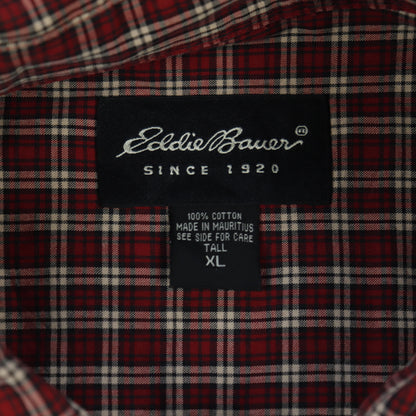 Eddie Bauer®
SINCE 1920
100% COTTON
MADE IN MAURITIUS
SEE SIDE FOR CARE
TALL
XL